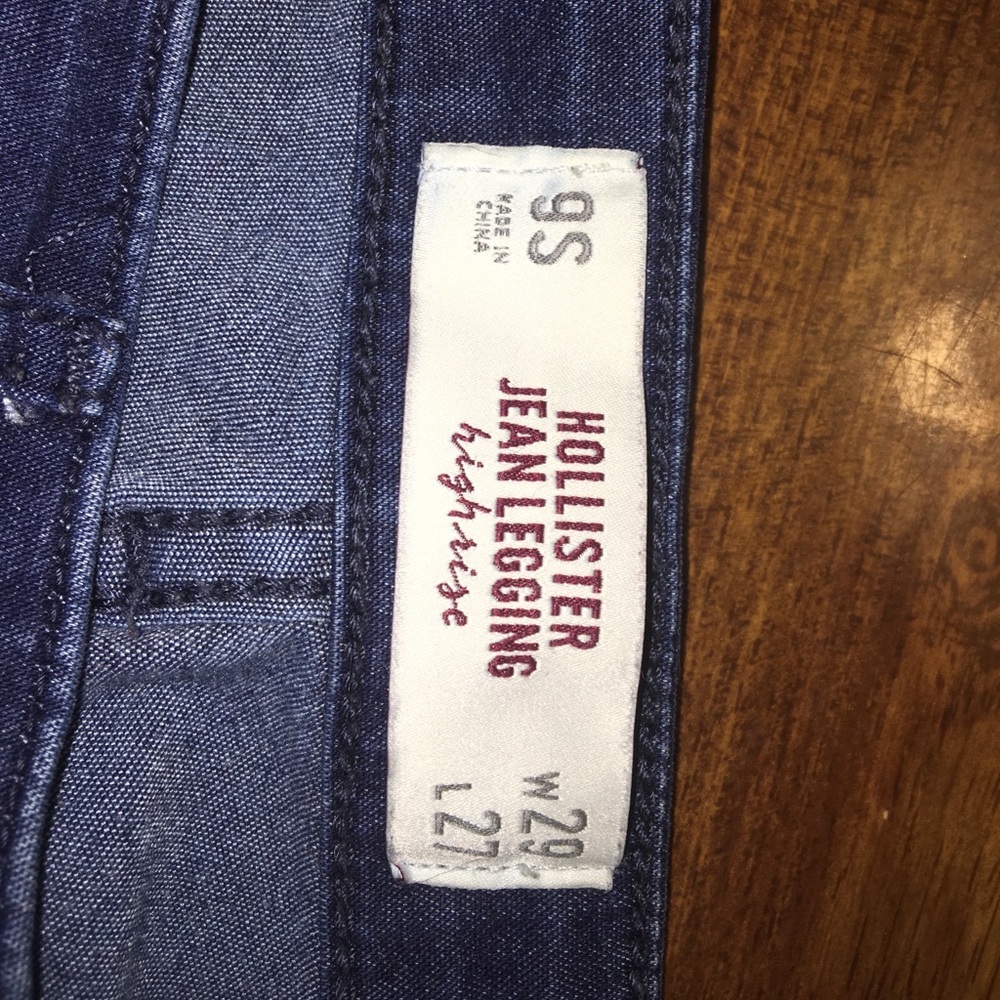 9S
MADE IN
CHINA
HOLLISTER
JEAN LEGGING
high rise
W 29
L 27